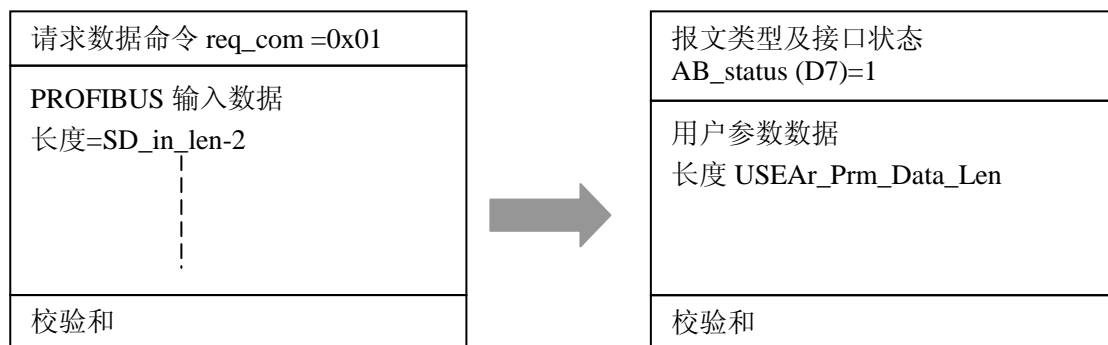 请求数据命令 req_com =0x01
PROFIBUS 输入数据
长度=SD_in_len-2
校验和
报文类型及接口状态
AB_status (D7)=1
用户参数数据
长度 USEAr_Prm_Data_Len
校验和